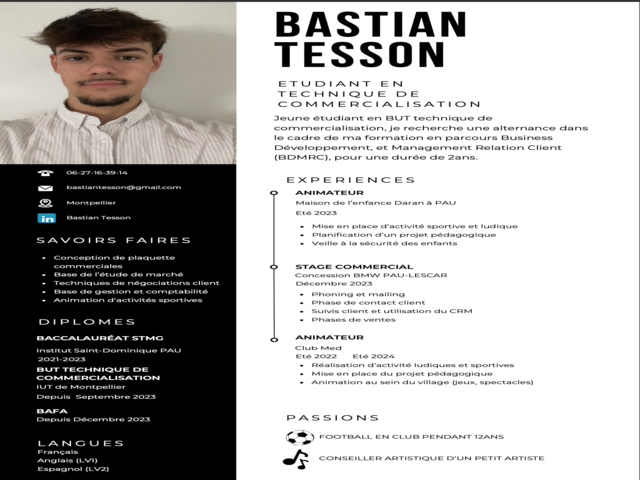 BASTIAN
TESSON
ETUDIANT EN
TECHNIQUE DE
COMMERCIALISATION
Jeune étudiant en BUT technique de
commercialisation, je recherche une alternance dans
le cadre de ma formation en parcours Business
Développement, et Management Relation Client
(BDMRC), pour une durée de 2ans.
06-27-16-39-14
bastiantesson@gmail.com
Montpellier
in Bastian Tesson
SAVOIRS FAIRES
• Conception de plaquette
commerciales
• Base de l'étude de marché
• Techniques de négociations client
• Base de gestion et comptabilité
• Animation d'activités sportives
DIPLOMES
BACCALAURÉAT STMG
Institut Saint-Dominique PAU
2021-2023
BUT TECHNIQUE DE
COMMERCIALISATION
IUT de Montpellier
Depuis Septembre 2023
BAFA
Depuis Décembre 2023
LANGUES
Français
Anglais (LV1)
Espagnol (LV2)
EXPERIENCES
ANIMATEUR
Maison de l'enfance Daran à PAU
Eté 2023
• Mise en place d'activité sportive et ludique
• Planification d'un projet pédagogique
• Veille à la sécurité des enfants
STAGE COMMERCIAL
Concession BMW PAU-LESCAR
Décembre 2023
• Phoning et mailing
• Phase de contact client
• Suivis client et utilisation du CRM
• Phases de ventes
ANIMATEUR
Club Med
Eté 2022 Eté 2024
• Réalisation d'activité ludiques et sportives
• Mise en place du projet pédagogique
• Animation au sein du village (jeux, spectacles)
PASSIONS
FOOTBALL EN CLUB PENDANT 12ANS
CONSEILLER ARTISTIQUE D'UN PETIT ARTISTE